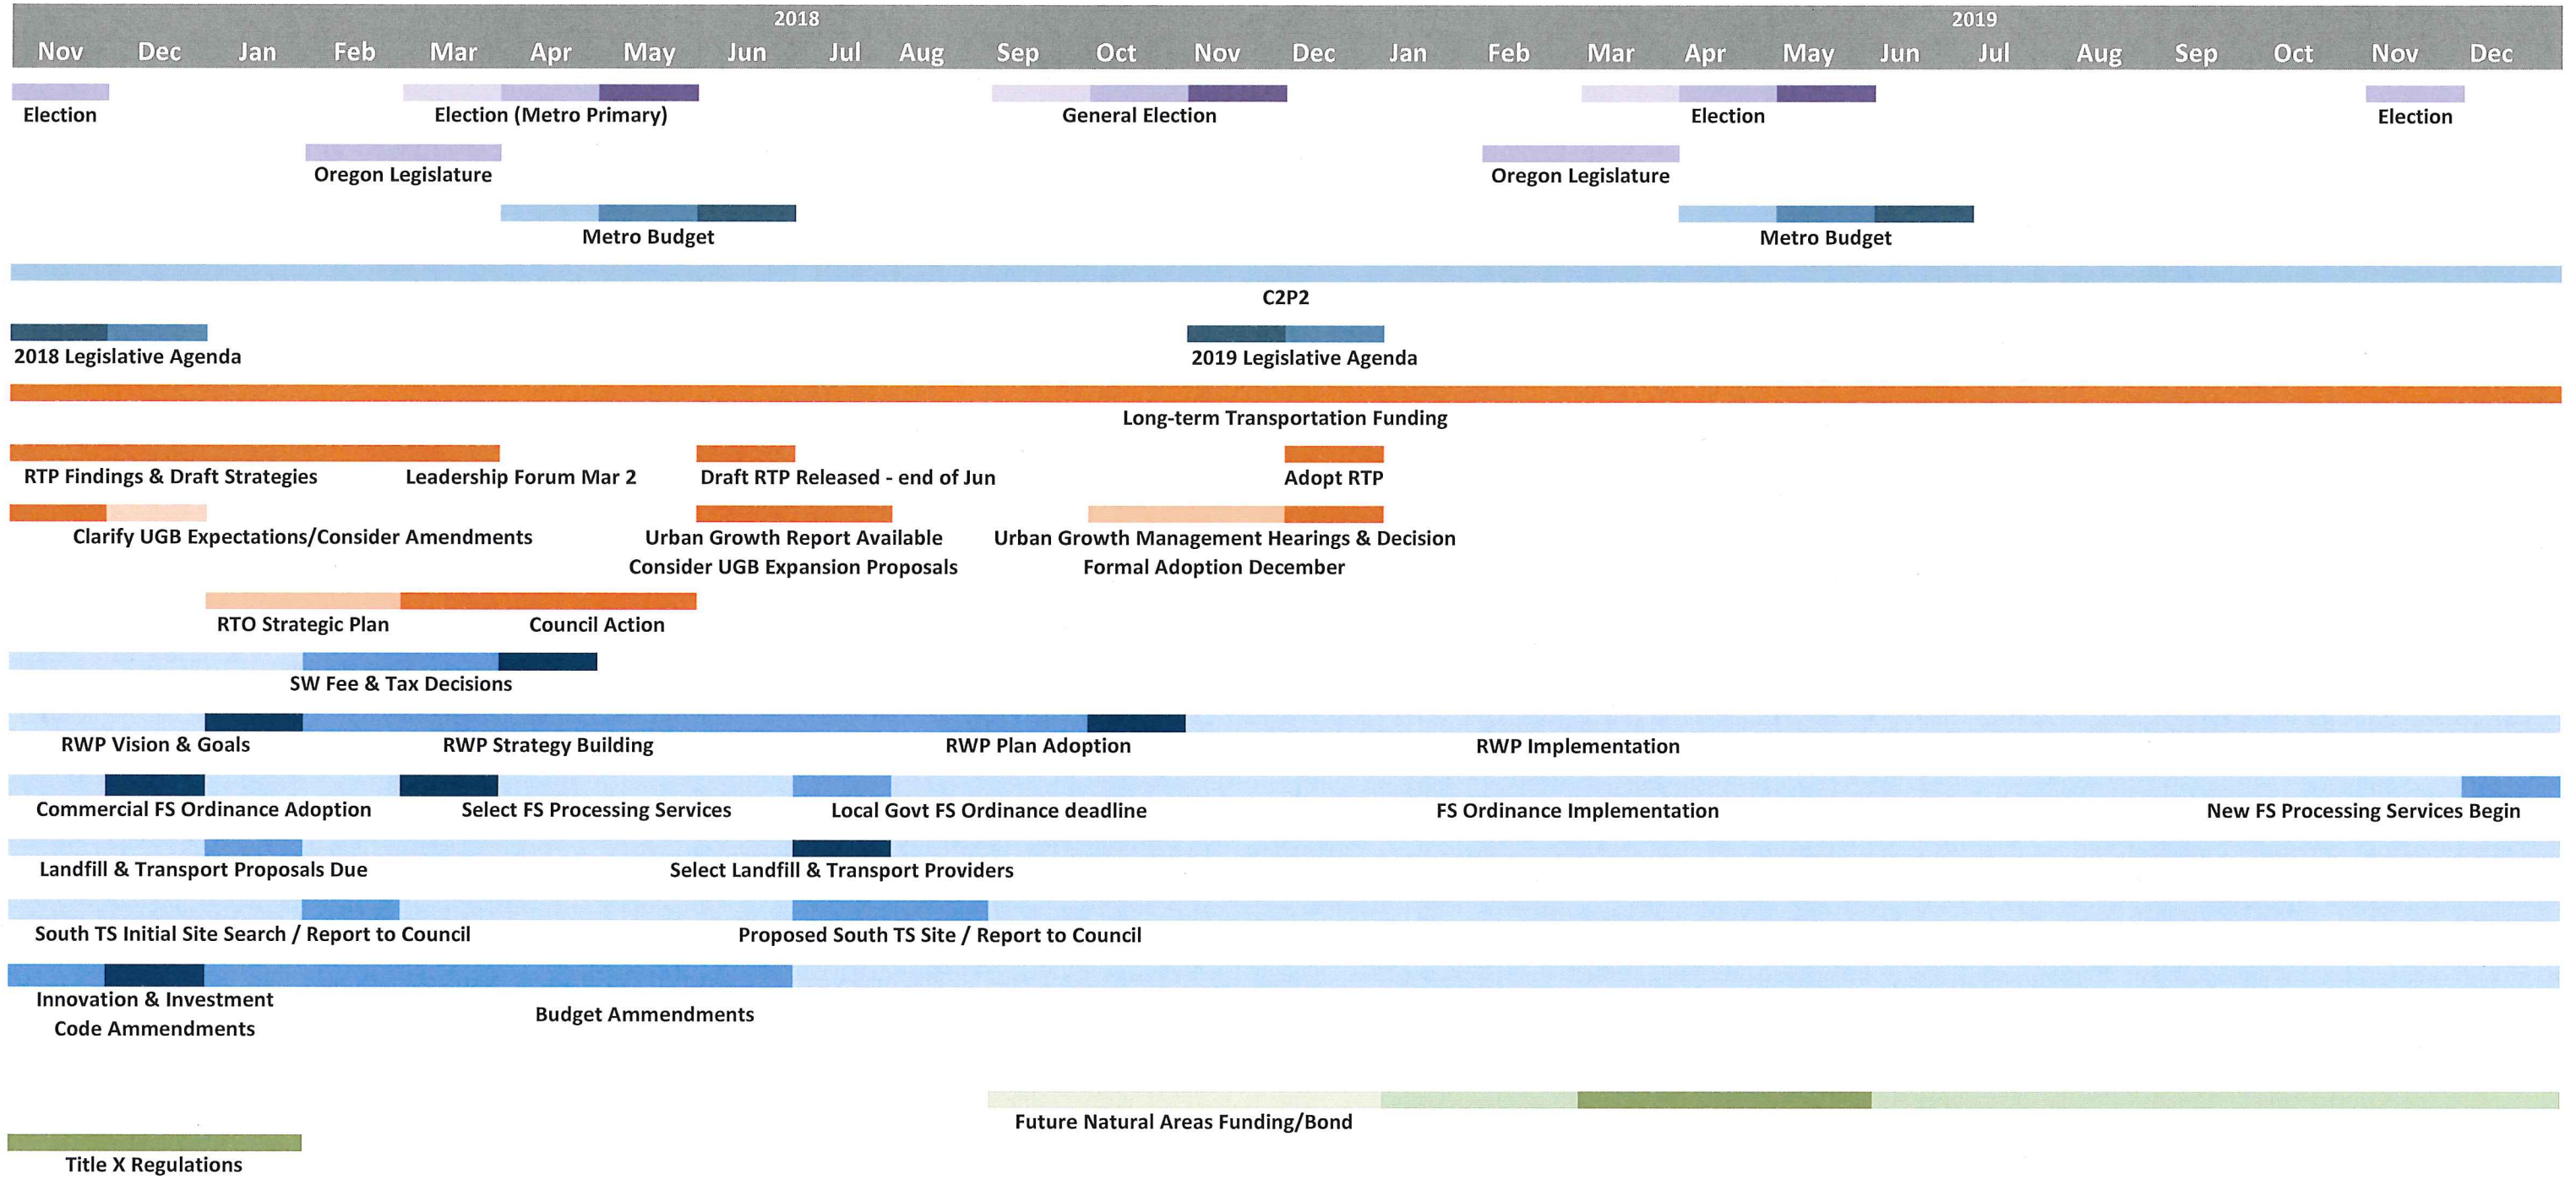 2018 2019
Nov Dec Jan Feb Mar Apr May Jun Jul Aug Sep Oct Nov Dec Jan Feb Mar Apr May Jun Jul Aug Sep Oct Nov Dec
Election Election (Metro Primary) General Election Election Election
Oregon Legislature Oregon Legislature
Metro Budget Metro Budget
C2P2
2018 Legislative Agenda 2019 Legislative Agenda
Long-term Transportation Funding
RTP Findings & Draft Strategies Leadership Forum Mar 2 Draft RTP Released - end of Jun Adopt RTP
Clarify UGB Expectations/Consider Amendments Urban Growth Report Available Urban Growth Management Hearings & Decision
Consider UGB Expansion Proposals Formal Adoption December
RTO Strategic Plan Council Action
SW Fee & Tax Decisions
RWP Vision & Goals RWP Strategy Building RWP Plan Adoption RWP Implementation
Commercial FS Ordinance Adoption Select FS Processing Services Local Govt FS Ordinance deadline FS Ordinance Implementation New FS Processing Services Begin
Landfill & Transport Proposals Due Select Landfill & Transport Providers
South TS Initial Site Search / Report to Council Proposed South TS Site / Report to Council
Innovation & Investment
Code Ammendments Budget Ammendments
Future Natural Areas Funding/Bond
Title X Regulations